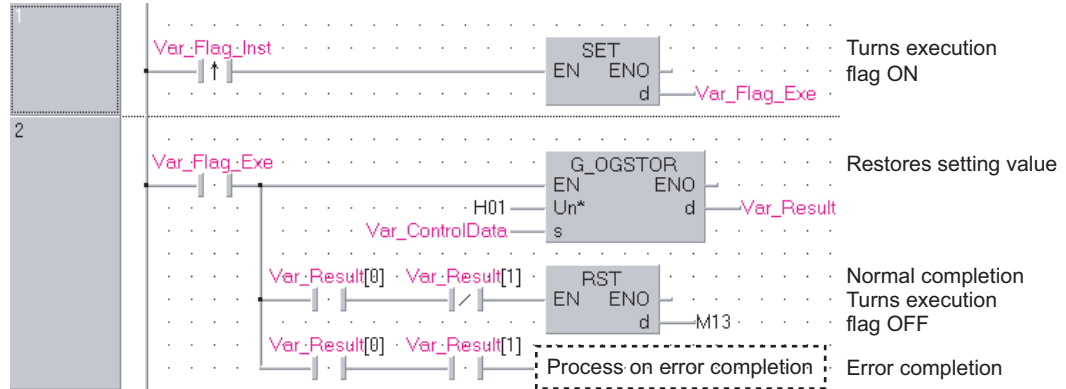 1
Var_Flag_Inst
SET
EN ENO
d
Var_Flag_Exe
Turns execution
flag ON
2
Var_Flag_Exe
G_OGSTOR
EN ENO
H01
Un* d
Var_Result
Var_ControlData
s
Restores setting value
Var_Result[0] Var_Result[1]
RST
EN ENO
d
M13
Normal completion
Turns execution
flag OFF
Var_Result[0] Var_Result[1]
Process on error completion
Error completion